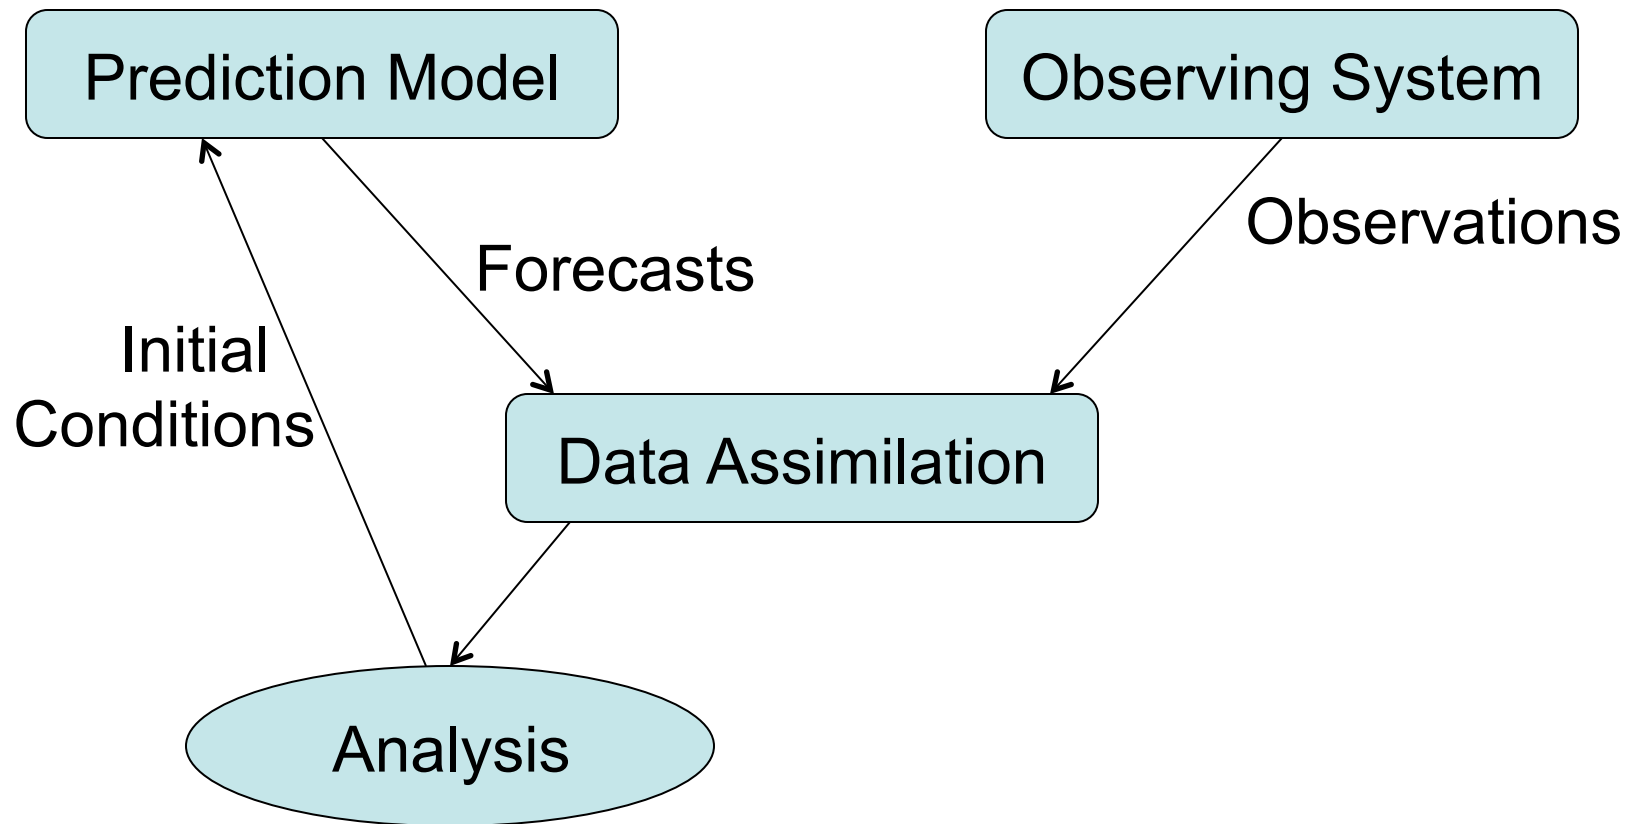 Prediction Model
Observing System
Observations
Forecasts
Initial
Conditions
Data Assimilation
Analysis